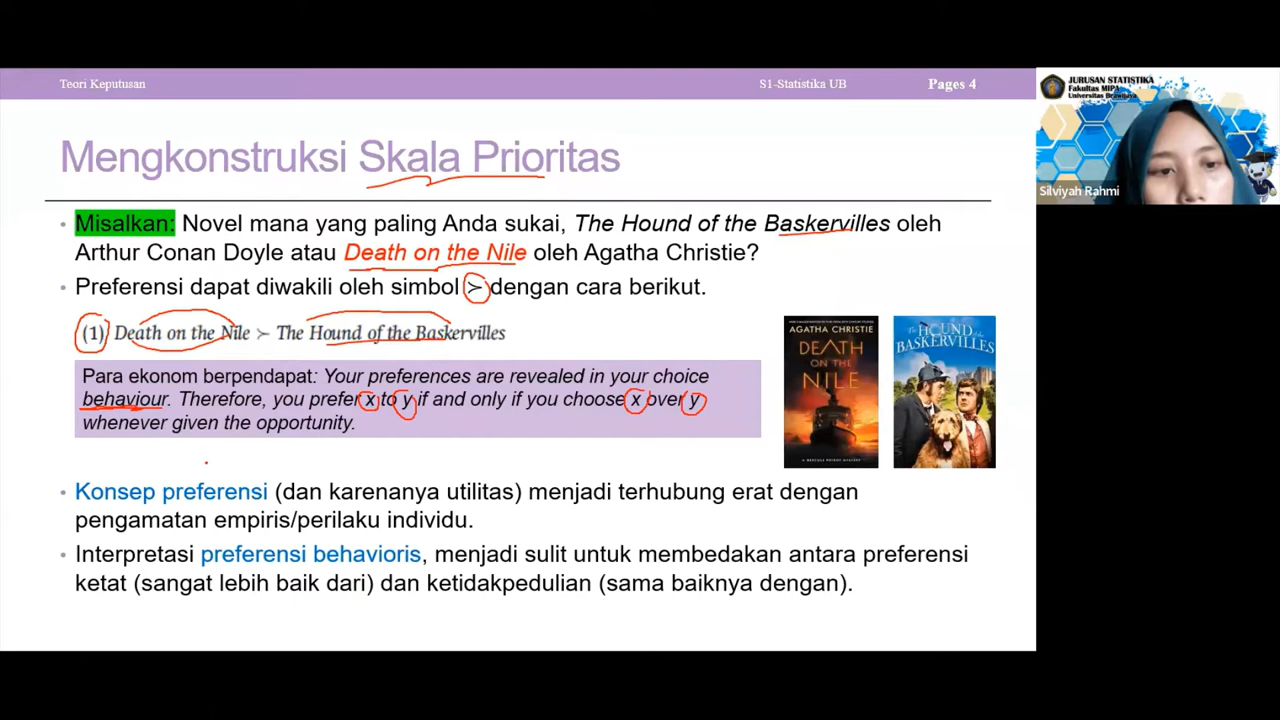 Teori Keputusan
S1-Statistika UB
Pages 4
JURUSAN STATISTIKA
Fakultas MIPA
Universitas Brawijaya
Silviyah Rahmi
Mengkonstruksi Skala Prioritas
Misalkan: Novel mana yang paling Anda sukai, The Hound of the Baskervilles oleh
Arthur Conan Doyle atau Death on the Nile oleh Agatha Christie?
Preferensi dapat diwakili oleh simbol ≻ dengan cara berikut.
(1) Death on the Nile ≻ The Hound of the Baskervilles
Para ekonom berpendapat: Your preferences are revealed in your choice
behaviour. Therefore, you prefer x to y if and only if you choose x over y
whenever given the opportunity.
AGATHA CHRISTIE
DEATH
ON THE
NILE
A HERCULE POIROT MYSTERY
The HOUND of the
BASKERVILLES
Konsep preferensi (dan karenanya utilitas) menjadi terhubung erat dengan
pengamatan empiris/perilaku individu.
Interpretasi preferensi behavioris, menjadi sulit untuk membedakan antara preferensi
ketat (sangat lebih baik dari) dan ketidakpedulian (sama baiknya dengan).